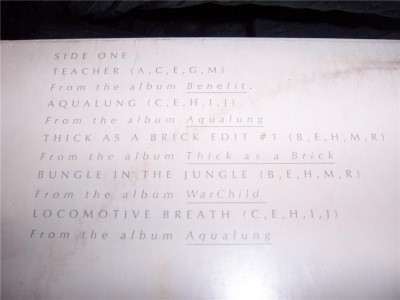 SIDE ONE
TEACHER (A,C,E,G,M)
From the album Benefit.
AQUALUNG (C,E,H,I,J)
From the album Aqualung
THICK AS A BRICK EDIT #1 (B,E,H,M,R)
From the album Thick as a Brick
BUNGLE IN THE JUNGLE (B,E,H,M,R)
From the album WarChild
LOCOMOTIVE BREATH (C,E,H,I,J)
From the album Aqualung